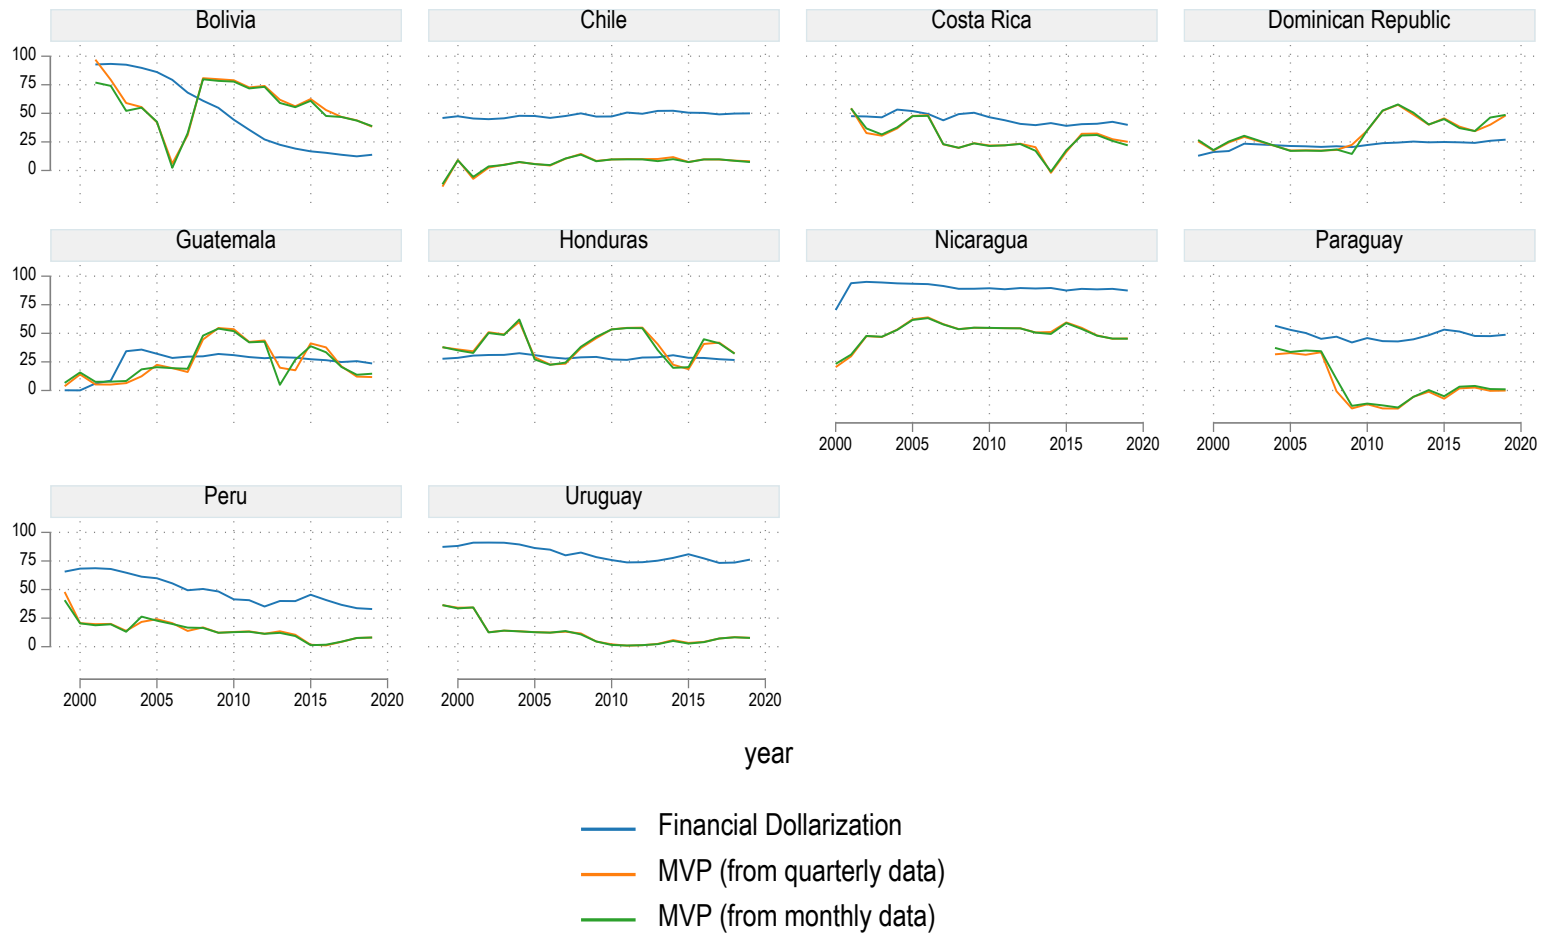 Bolivia Chile Costa Rica Dominican Republic
100
75
50
25
0
Guatemala Honduras Nicaragua Paraguay
100
75
50
25
0
2000 2005 2010 2015 2020 2000 2005 2010 2015 2020
Peru Uruguay
100
75
50
25
0
2000 2005 2010 2015 2020 2000 2005 2010 2015 2020
year
Financial Dollarization
MVP (from quarterly data)
MVP (from monthly data)